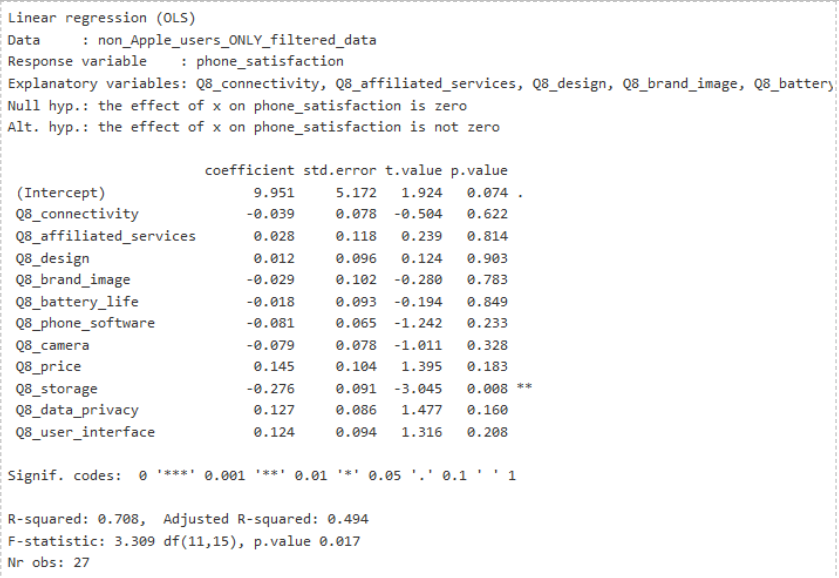 Linear regression (OLS)
Data     : non_Apple_users_ONLY_filtered_data
Response variable    : phone_satisfaction
Explanatory variables: Q8_connectivity, Q8_affiliated_services, Q8_design, Q8_brand_image, Q8_battery
Null hyp.: the effect of x on phone_satisfaction is zero
Alt. hyp.: the effect of x on phone_satisfaction is not zero
coefficient std.error t.value p.value
(Intercept) 9.951 5.172 1.924 0.074 .
Q8_connectivity -0.039 0.078 -0.504 0.622
Q8_affiliated_services 0.028 0.118 0.239 0.814
Q8_design 0.012 0.096 0.124 0.903
Q8_brand_image -0.029 0.102 -0.280 0.783
Q8_battery_life -0.018 0.093 -0.194 0.849
Q8_phone_software -0.081 0.065 -1.242 0.233
Q8_camera -0.079 0.078 -1.011 0.328
Q8_price 0.145 0.104 1.395 0.183
Q8_storage -0.276 0.091 -3.045 0.008 **
Q8_data_privacy 0.127 0.086 1.477 0.160
Q8_user_interface 0.124 0.094 1.316 0.208
Signif. codes:  0 '***' 0.001 '**' 0.01 '*' 0.05 '.' 0.1 ' ' 1
R-squared: 0.708,  Adjusted R-squared: 0.494
F-statistic: 3.309 df(11,15), p.value 0.017
Nr obs: 27